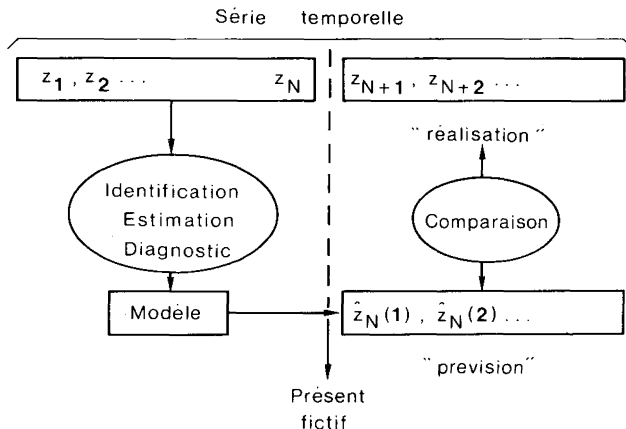 Série temporelle
z1 , z2 ... zN
zN+1 , zN+2 ...
"réalisation"
Identification
Estimation
Diagnostic
Comparaison
Modèle
ẑN(1) , ẑN(2) ...
"prevision"
Présent
fictif